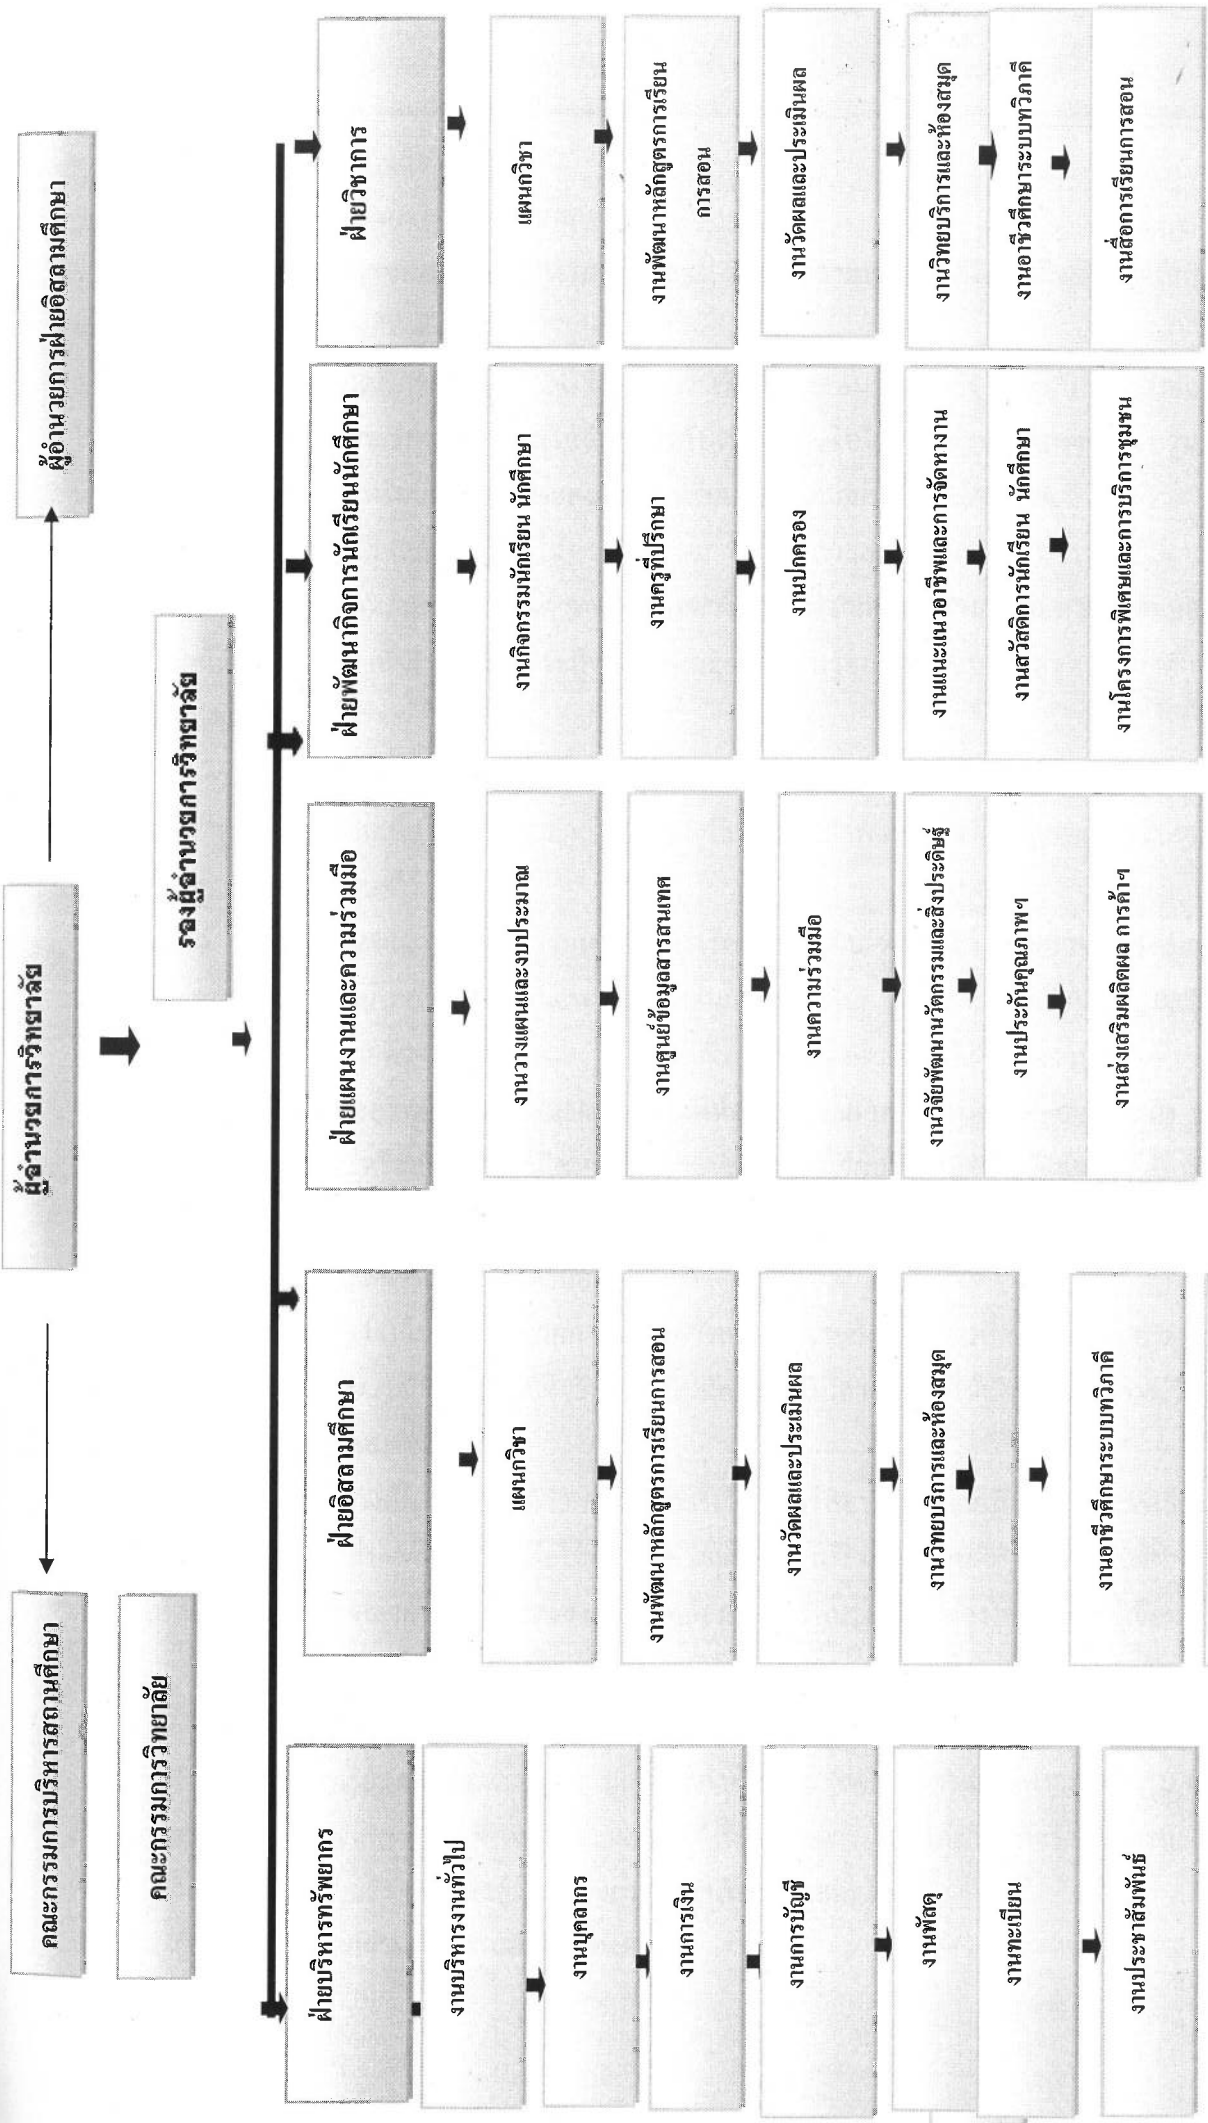 ผู้อำนวยการวิทยาลัย
คณะกรรมการบริหารสถานศึกษา
ผู้อำนวยการฝ่ายอิสลามศึกษา
คณะกรรมการวิทยาลัย
รองผู้อำนวยการวิทยาลัย
ฝ่ายบริหารทรัพยากร
งานบริหารงานทั่วไป
งานบุคลากร
งานการเงิน
งานการบัญชี
งานพัสดุ
งานทะเบียน
งานประชาสัมพันธ์
ฝ่ายอิสลามศึกษา
แผนกวิชา
งานพัฒนาหลักสูตรการเรียนการสอน
งานวัดผลและประเมินผล
งานวิทยบริการและห้องสมุด
งานอาชีวศึกษาระบบทวิภาคี
ฝ่ายแผนงานและความร่วมมือ
งานวางแผนและงบประมาณ
งานศูนย์ข้อมูลสารสนเทศ
งานความร่วมมือ
งานวิจัยพัฒนานวัตกรรมและสิ่งประดิษฐ์
งานประกันคุณภาพฯ
งานส่งเสริมผลิตผล การค้าฯ
ฝ่ายพัฒนากิจการนักเรียนนักศึกษา
งานกิจกรรมนักเรียน นักศึกษา
งานครูที่ปรึกษา
งานปกครอง
งานแนะแนวอาชีพและการจัดหางาน
งานสวัสดิการนักเรียน นักศึกษา
งานโครงการพิเศษและการบริการชุมชน
ฝ่ายวิชาการ
แผนกวิชา
งานพัฒนาหลักสูตรการเรียน
การสอน
งานวัดผลและประเมินผล
งานวิทยบริการและห้องสมุด
งานอาชีวศึกษาระบบทวิภาคี
งานสื่อการเรียนการสอน